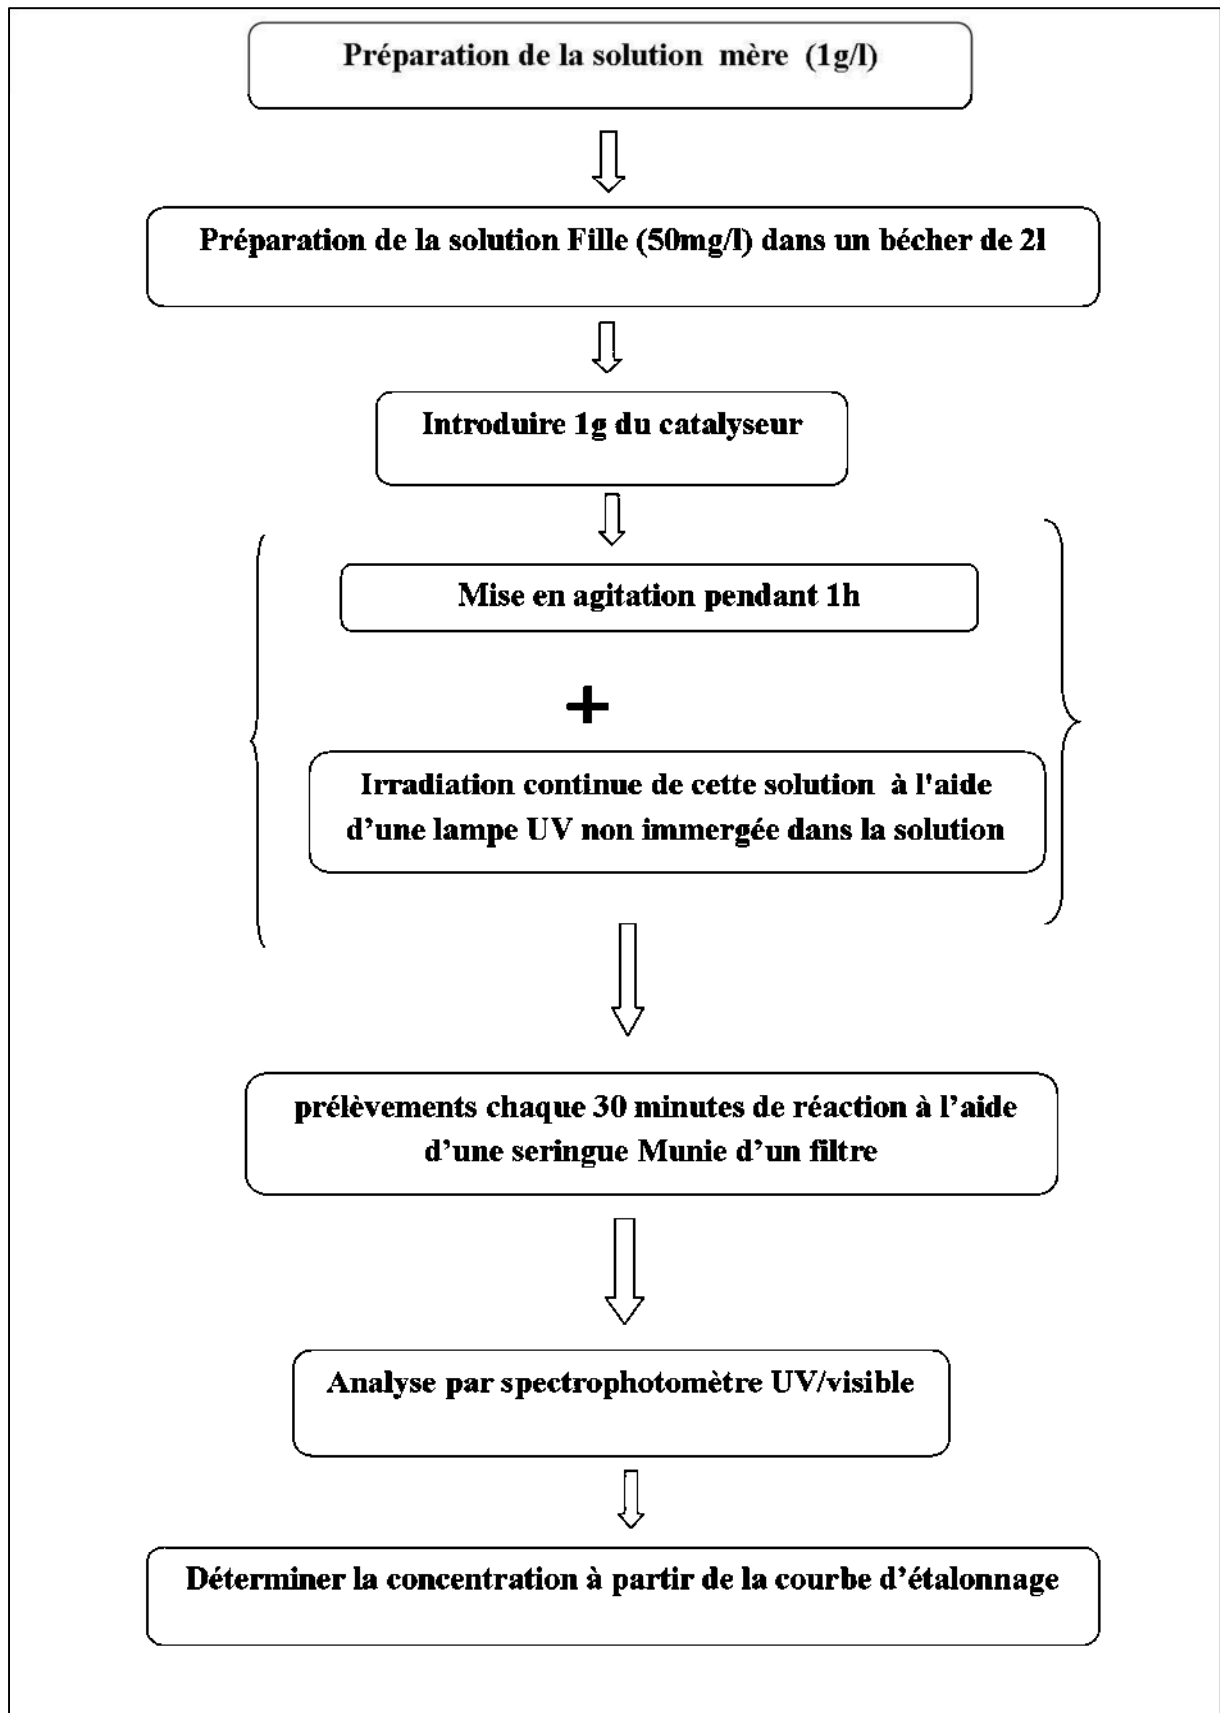 Préparation de la solution mère (1g/l)
Préparation de la solution Fille (50mg/l) dans un bécher de 2l
Introduire 1g du catalyseur
Mise en agitation pendant 1h
+
Irradiation continue de cette solution à l'aide
d’une lampe UV non immergée dans la solution
prélèvements chaque 30 minutes de réaction à l’aide
d’une seringue Munie d’un filtre
Analyse par spectrophotomètre UV/visible
Déterminer la concentration à partir de la courbe d’étalonnage